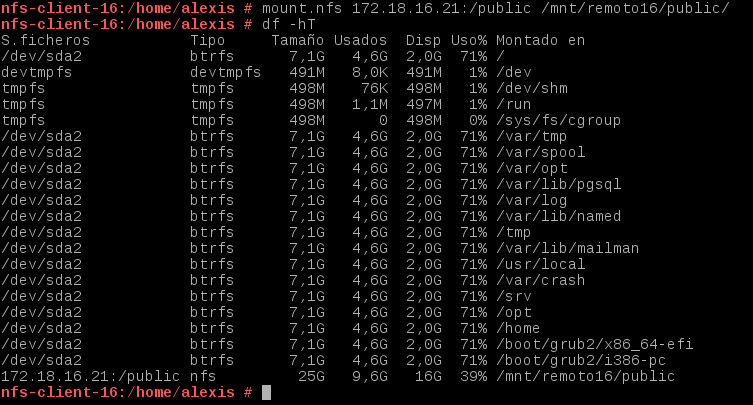 nfs-client-16:/home/alexis # mount.nfs 172.18.16.21:/public /mnt/remoto16/public/
nfs-client-16:/home/alexis # df -hT
S.ficheros Tipo Tamaño Usados Disp Uso% Montado en
/dev/sda2 btrfs 7,1G 4,6G 2,0G 71% /
devtmpfs devtmpfs 491M 8,0K 491M 1% /dev
tmpfs tmpfs 498M 76K 498M 1% /dev/shm
tmpfs tmpfs 498M 1,1M 497M 1% /run
tmpfs tmpfs 498M 0 498M 0% /sys/fs/cgroup
/dev/sda2 btrfs 7,1G 4,6G 2,0G 71% /var/tmp
/dev/sda2 btrfs 7,1G 4,6G 2,0G 71% /var/spool
/dev/sda2 btrfs 7,1G 4,6G 2,0G 71% /var/opt
/dev/sda2 btrfs 7,1G 4,6G 2,0G 71% /var/lib/pgsql
/dev/sda2 btrfs 7,1G 4,6G 2,0G 71% /var/log
/dev/sda2 btrfs 7,1G 4,6G 2,0G 71% /var/lib/named
/dev/sda2 btrfs 7,1G 4,6G 2,0G 71% /tmp
/dev/sda2 btrfs 7,1G 4,6G 2,0G 71% /var/lib/mailman
/dev/sda2 btrfs 7,1G 4,6G 2,0G 71% /usr/local
/dev/sda2 btrfs 7,1G 4,6G 2,0G 71% /var/crash
/dev/sda2 btrfs 7,1G 4,6G 2,0G 71% /srv
/dev/sda2 btrfs 7,1G 4,6G 2,0G 71% /opt
/dev/sda2 btrfs 7,1G 4,6G 2,0G 71% /home
/dev/sda2 btrfs 7,1G 4,6G 2,0G 71% /boot/grub2/x86_64-efi
/dev/sda2 btrfs 7,1G 4,6G 2,0G 71% /boot/grub2/i386-pc
172.18.16.21:/public nfs 25G 9,6G 16G 39% /mnt/remoto16/public
nfs-client-16:/home/alexis #